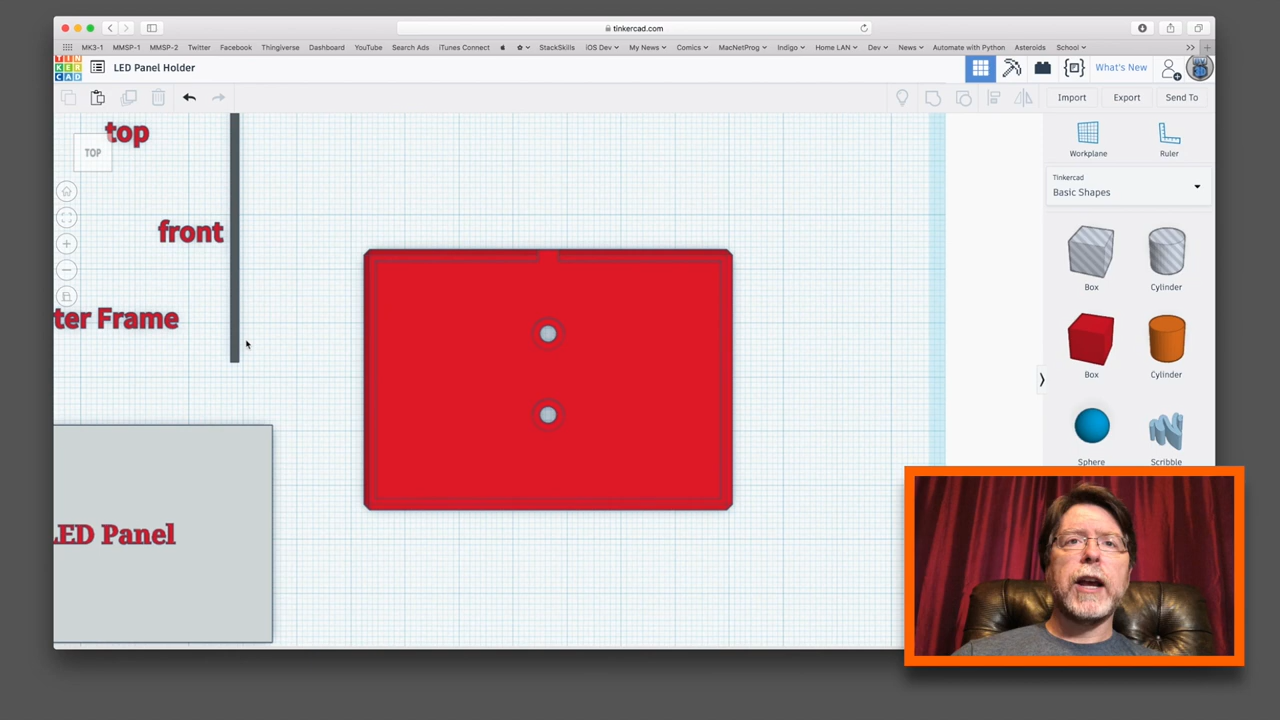 tinkercad.com
MK3-1 MMSP-1 MMSP-2 Twitter Facebook Thingiverse Dashboard YouTube Search Ads iTunes Connect StackSkills iOS Dev My News Comics MacNetProg Indigo Home LAN Dev News Automate with Python Asteroids School
TIN
KER
CAD
LED Panel Holder
What's New
Import Export Send To
top
TOP
front
ter Frame
LED Panel
Workplane Ruler
Tinkercad
Basic Shapes
Box Cylinder
Box Cylinder
Sphere Scribble